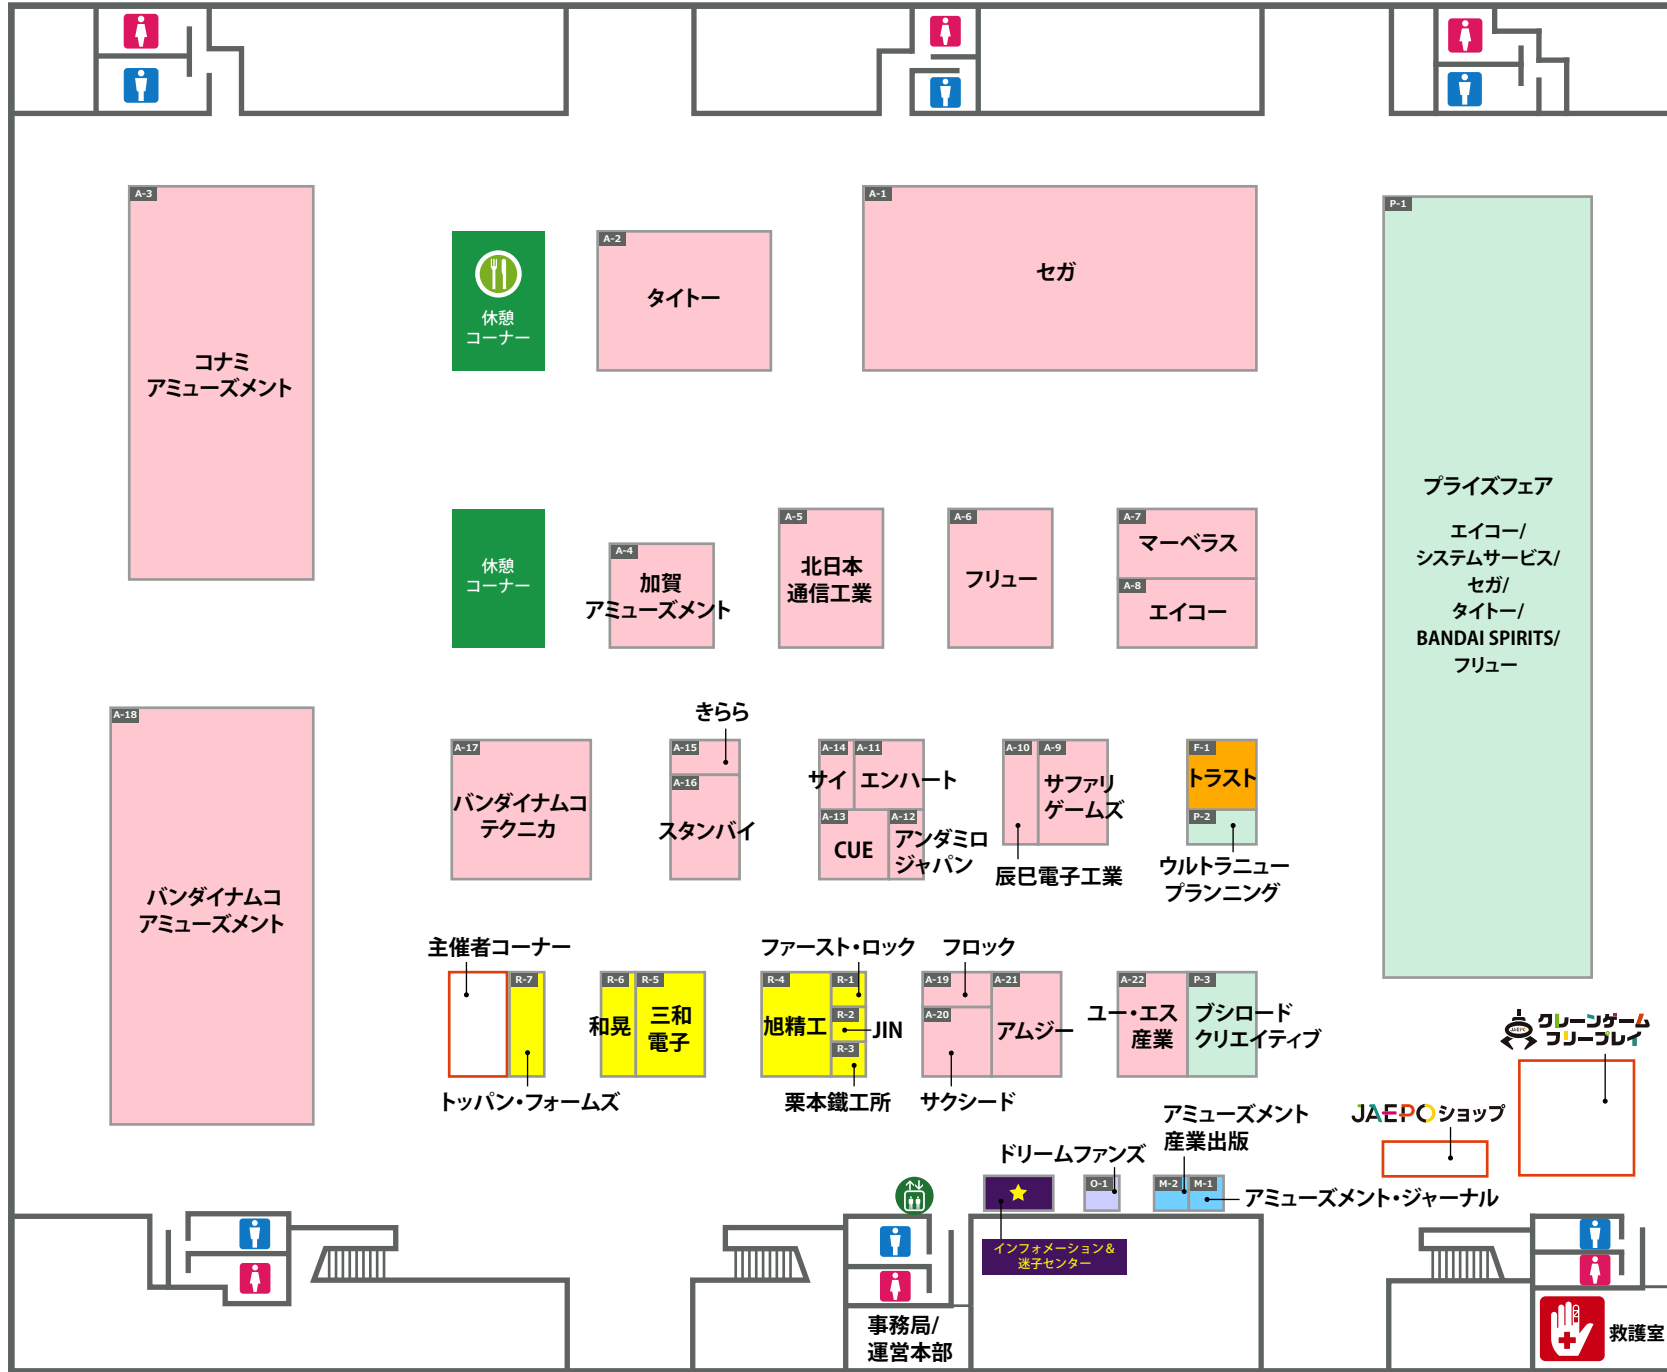 A-3
コナミ
アミューズメント
休憩
コーナー
A-2
タイトー
A-1
セガ
P-1
プライズフェア
エイコー/
システムサービス/
セガ/
タイトー/
BANDAI SPIRITS/
フリュー
休憩
コーナー
A-4
加賀
アミューズメント
A-5
北日本
通信工業
A-6
フリュー
A-7
マーベラス
A-8
エイコー
A-18
バンダイナムコ
アミューズメント
A-17
バンダイナムコ
テクニカ
きらら
A-15
A-16
スタンバイ
A-14
サイ
A-11
エンハート
A-13
CUE
A-12
アンダミロ
ジャパン
A-10
辰巳電子工業
A-9
サファリ
ゲームズ
F-1
トラスト
P-2
ウルトラニュー
プランニング
主催者コーナー
R-7
トッパン・フォームズ
R-6
和晃
R-5
三和
電子
R-4
旭精工
ファースト・ロック
R-1
R-2
JIN
R-3
栗本鐵工所
フロック
A-19
A-20
サクシード
A-21
アムジー
A-22
ユー・エス
産業
P-3
ブシロード
クリエイティブ
JAEPO
クレーンゲーム
フリープレイ
JAEPOショップ
アミューズメント
産業出版
ドリームファンズ
O-1
M-2
M-1
アミューズメント・ジャーナル
インフォメーション&
迷子センター
事務局/
運営本部
救護室